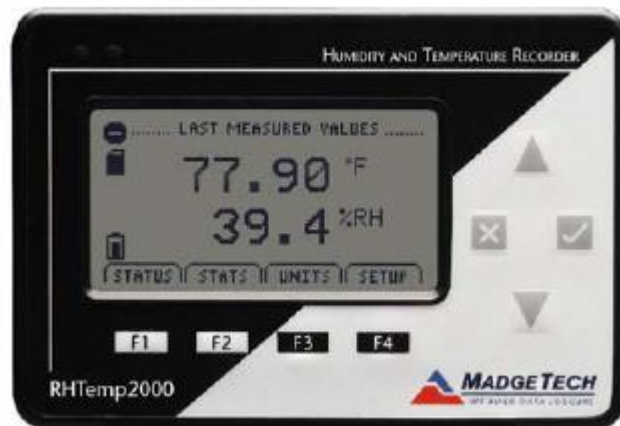 HUMIDITY AND TEMPERATURE RECORDER
........ LAST MEASURED VALUES ........
77.90 °F
39.4 %RH
STATUS STATS UNITS SETUP
F1 F2 F3 F4
RHTemp2000
MADGETECH